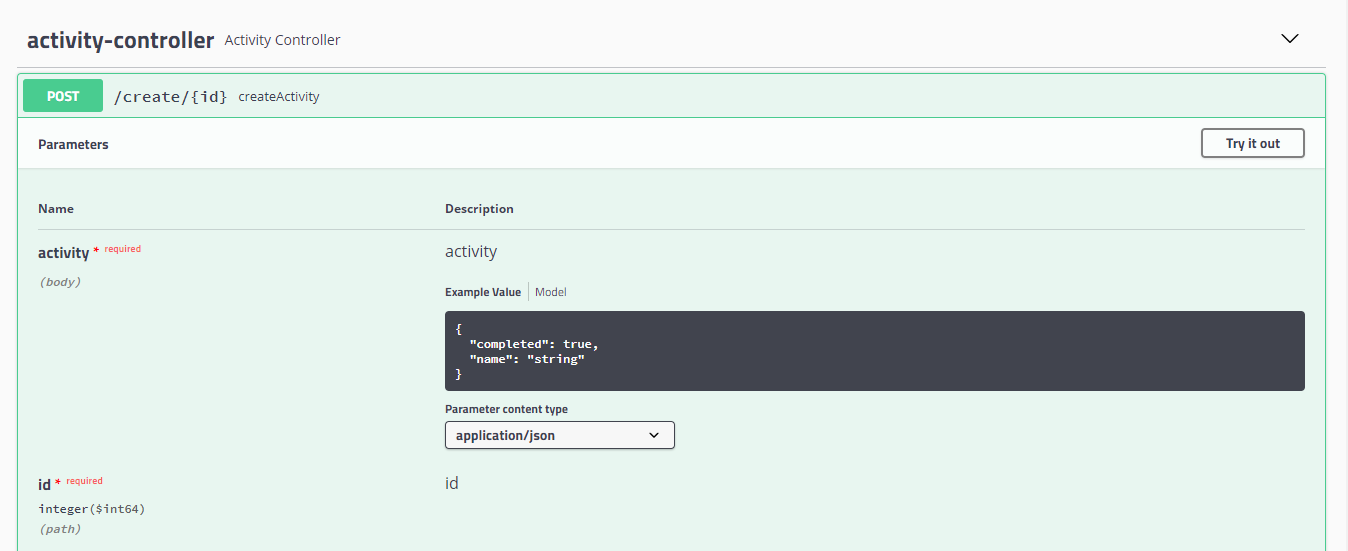 activity-controller Activity Controller
POST /create/{id} createActivity
Parameters Try it out
Name Description
activity * required activity
(body)
Example Value Model
{
"completed": true,
"name": "string"
}
Parameter content type
application/json
id * required id
integer($int64)
(path)